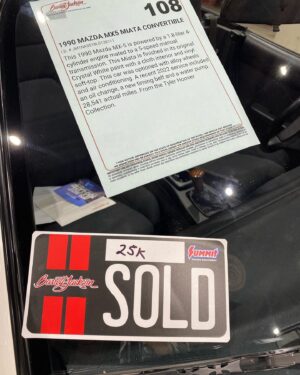 Barrett-Jackson
108
1990 MAZDA MX5 MIATA CONVERTIBLE
This 1990 Mazda MX-5 is powered by a 1.6-liter 4-
cylinder engine mated to a 5-speed manual
transmission. This Miata is finished in its original
Crystal White paint with a cloth interior and vinyl
soft-top. This car was optioned with alloy wheels
and air conditioning. A recent 2022 service included
an oil change, a new timing belt and a water pump.
28,541 actual miles. From the Tyler Hoover
Collection.
25K
SUMMIT
Barrett-Jackson
SOLD